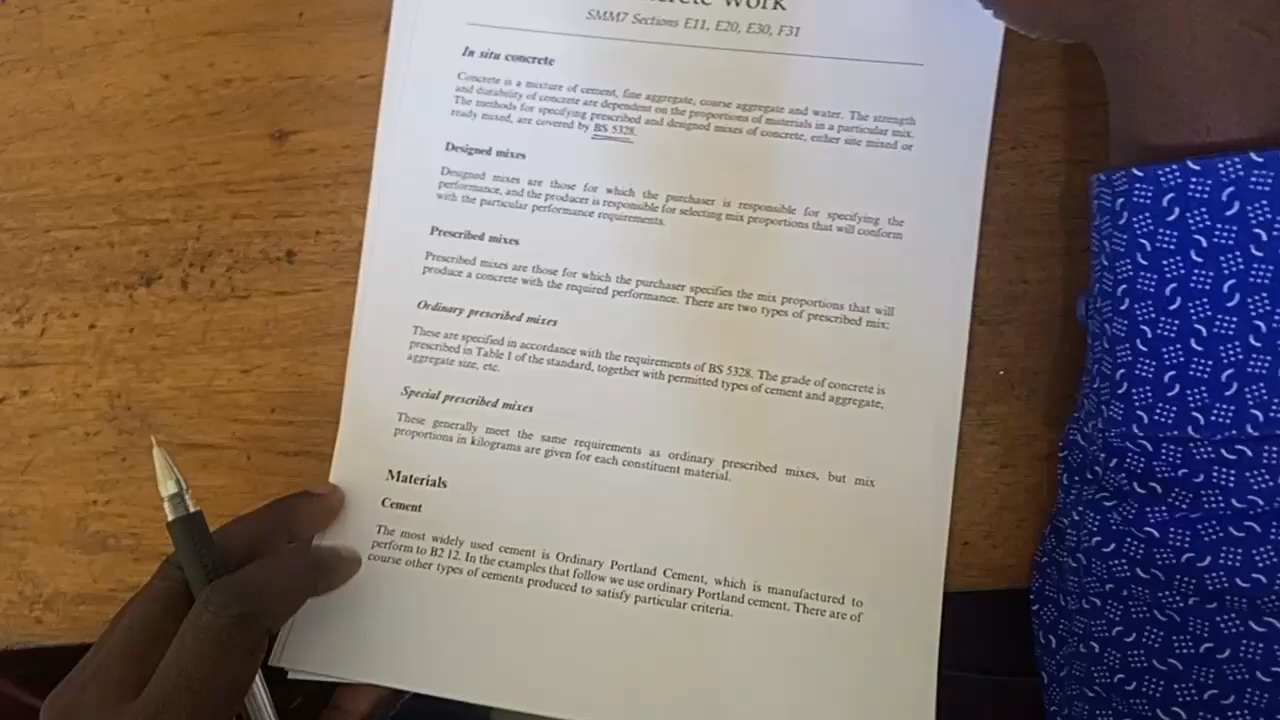 Work
SMM7 Sections E11, E20, E30, F31
In situ concrete
Concrete is a mixture of cement, fine aggregate, coarse aggregate and water. The strength
and durability of concrete are dependent on the proportions of materials in a particular mix.
The methods for specifying prescribed and designed mixes of concrete, either site mixed or
ready mixed, are covered by BS 5328.
Designed mixes
Designed mixes are those for which the purchaser is responsible for specifying the
performance, and the producer is responsible for selecting mix proportions that will conform
with the particular performance requirements.
Prescribed mixes
Prescribed mixes are those for which the purchaser specifies the mix proportions that will
produce a concrete with the required performance. There are two types of prescribed mix;
Ordinary prescribed mixes
These are specified in accordance with the requirements of BS 5328. The grade of concrete is
prescribed in Table 1 of the standard, together with permitted types of cement and aggregate,
aggregate size, etc.
Special prescribed mixes
These generally meet the same requirements as ordinary prescribed mixes, but mix
proportions in kilograms are given for each constituent material.
Materials
Cement
The most widely used cement is Ordinary Portland Cement, which is manufactured to
perform to B2 12. In the examples that follow we use ordinary Portland cement. There are of
course other types of cements produced to satisfy particular criteria.